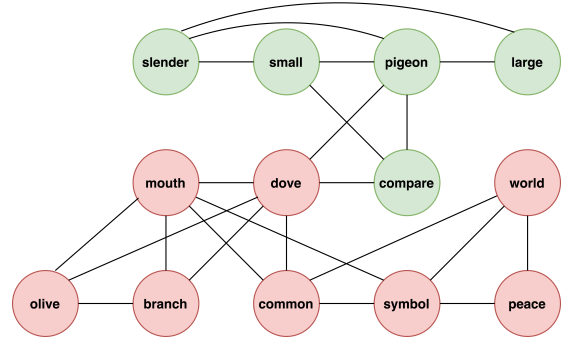 slender small pigeon large
mouth dove compare world
olive branch common symbol peace